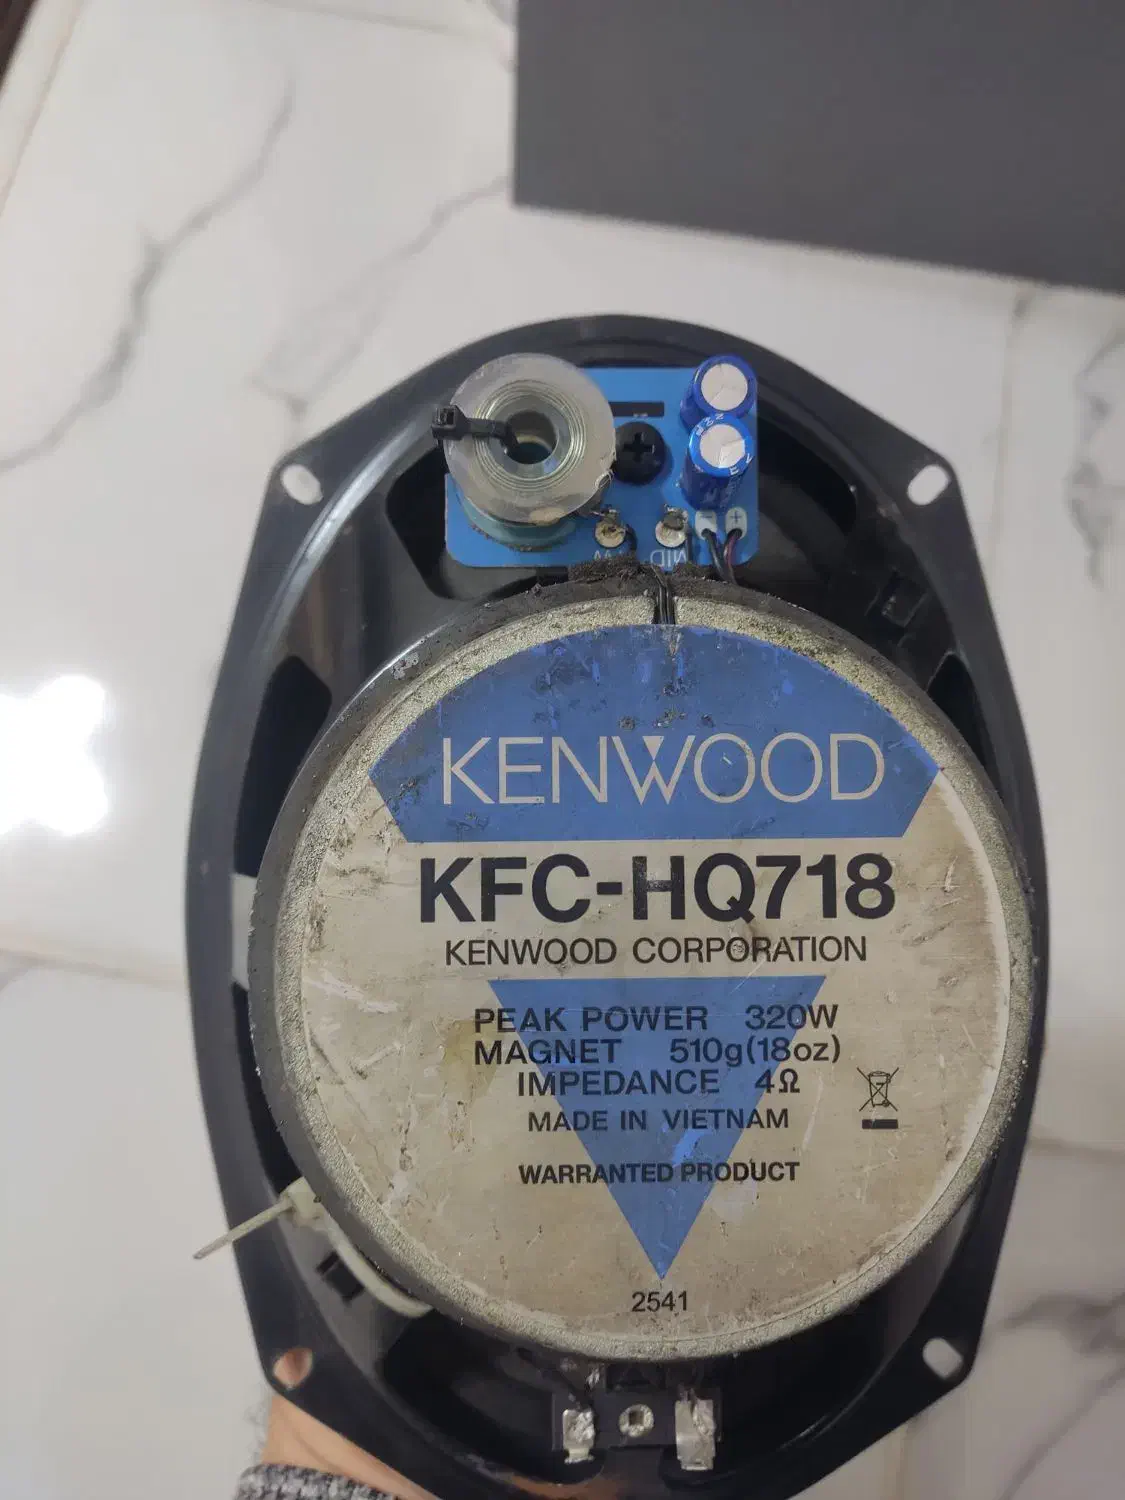 - +
W MID
KENWOOD
KFC-HQ718
KENWOOD CORPORATION
PEAK POWER 320W
MAGNET 510g(18oz)
IMPEDANCE 4Ω
MADE IN VIETNAM
WARRANTED PRODUCT
2541